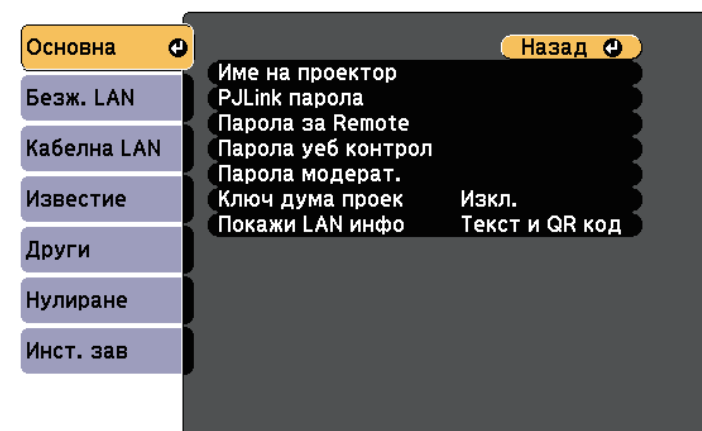 Основна
Безж. LAN
Кабелна LAN
Известие
Други
Нулиране
Инст. зав
Назад
Име на проектор
PJLink парола
Парола за Remote
Парола уеб контрол
Парола модерат.
Ключ дума проек Изкл.
Покажи LAN инфо Текст и QR код